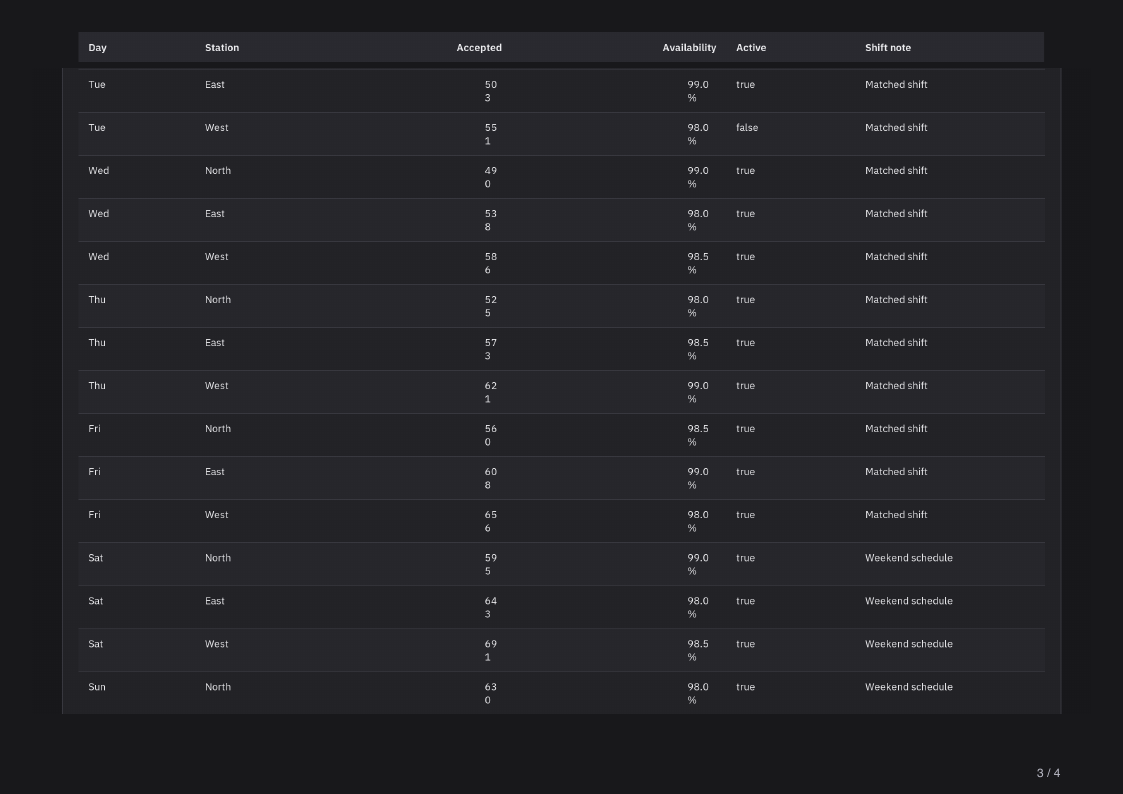 Day Station Accepted Availability Active Shift note
Tue East 50 99.0 true Matched shift
3 %
Tue West 55 98.0 false Matched shift
1 %
Wed North 49 99.0 true Matched shift
0 %
Wed East 53 98.0 true Matched shift
8 %
Wed West 58 98.5 true Matched shift
6 %
Thu North 52 98.0 true Matched shift
5 %
Thu East 57 98.5 true Matched shift
3 %
Thu West 62 99.0 true Matched shift
1 %
Fri North 56 98.5 true Matched shift
0 %
Fri East 60 99.0 true Matched shift
8 %
Fri West 65 98.0 true Matched shift
6 %
Sat North 59 99.0 true Weekend schedule
5 %
Sat East 64 98.0 true Weekend schedule
3 %
Sat West 69 98.5 true Weekend schedule
1 %
Sun North 63 98.0 true Weekend schedule
0 %
3 / 4